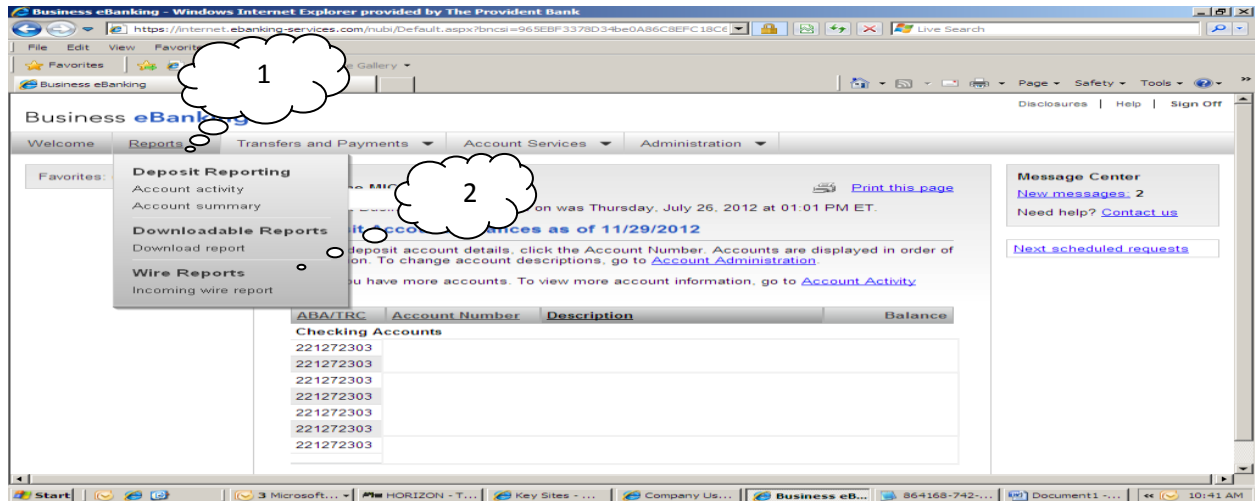 Business eBanking - Windows Internet Explorer provided by The Provident Bank
https://internet.ebanking-services.com/nubi/Default.aspx?bncsi=965EBF3378D34be0A86C8EFC18C6
Live Search
File Edit View Favorites
Favorites Gallery
1
Business eBanking
Page Safety Tools
Disclosures | Help | Sign Off
Business eBanking
Welcome Reports Transfers and Payments Account Services Administration
Favorites:
Deposit Reporting
Account activity
Account summary
Downloadable Reports
Download report
Wire Reports
Incoming wire report
2
Print this page
on was Thursday, July 26, 2012 at 01:01 PM ET.
as of 11/29/2012
deposit account details, click the Account Number. Accounts are displayed in order of
To change account descriptions, go to Account Administration.
have more accounts. To view more account information, go to Account Activity
ABA/TRC Account Number Description Balance
Checking Accounts
221272303
221272303
221272303
221272303
221272303
221272303
221272303
Message Center
New messages: 2
Need help? Contact us
Next scheduled requests
Start 3 Microsoft... HORIZON - T... Key Sites - ... Company Us... Business eB... 864168-742-... Document1 -... 10:41 AM